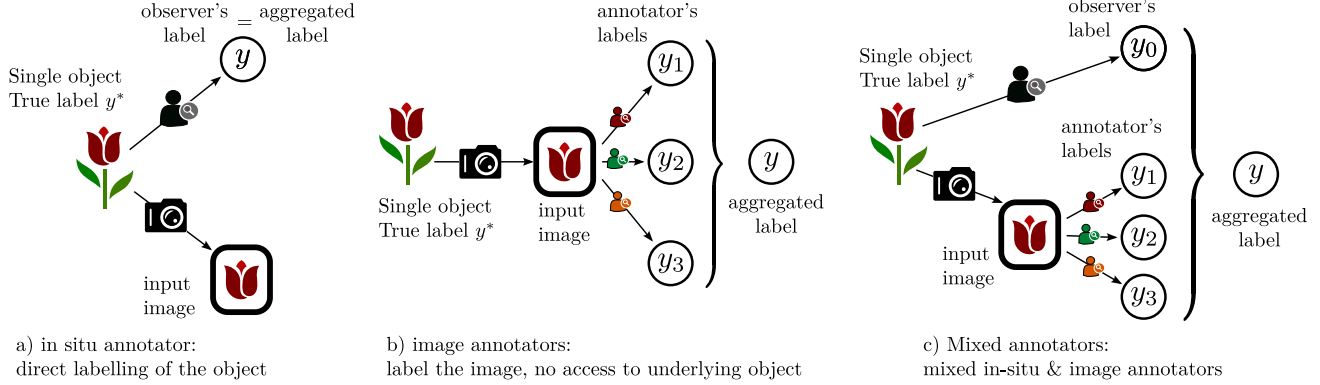 observer's
label
=
aggregated
label
y
Single object
True label y*
input
image
a) in situ annotator:
direct labelling of the object
annotator's
labels
y1
y2
y3
Single object
True label y*
input
image
y
aggregated
label
b) image annotators:
label the image, no access to underlying object
observer's
label
y0
Single object
True label y*
annotator's
labels
y1
y2
y3
input
image
y
aggregated
label
c) Mixed annotators:
mixed in-situ & image annotators